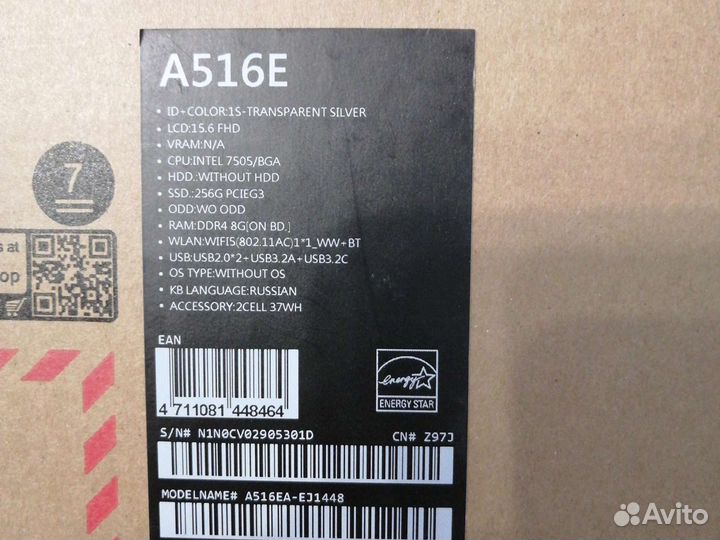 A516E
• ID+COLOR:1S-TRANSPARENT SILVER
• LCD:15.6 FHD
• VRAM:N/A
• CPU:INTEL 7505/BGA
• HDD.:WITHOUT HDD
• SSD.:256G PCIEG3
• ODD:WO ODD
• RAM:DDR4 8G[ON BD.]
• WLAN:WIFI5(802.11AC)1*1_WW+BT
• USB:USB2.0*2+USB3.2A+USB3.2C
• OS TYPE:WITHOUT OS
• KB LANGUAGE:RUSSIAN
• ACCESSORY:2CELL 37WH
7
s at
op
EAN
4 711081 448464
energy
ENERGY STAR
S/N# N1N0CV02905301D CN# Z97J
MODELNAME# A516EA-EJ1448
Avito